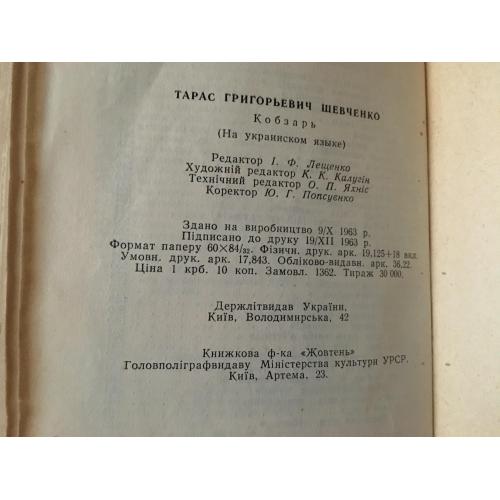 ТАРАС ГРИГОРЬЕВИЧ ШЕВЧЕНКО
Кобзарь
(На украинском языке)
Редактор І. Ф. Лещенко
Художній редактор К. К. Калугін
Технічний редактор О. П. Яхніс
Коректор Ю. Г. Попсуєнко
Здано на виробництво 9/X 1963 р.
Підписано до друку 19/XII 1963 р.
Формат паперу 60×84/32. Фізичн. друк. арк. 19,125+18 вкл.
Умовн. друк. арк. 17,843. Обліково-видавн. арк. 36,22.
Ціна 1 крб. 10 коп. Замовл. 1362. Тираж 30 000.
Держлітвидав України,
Київ, Володимирська, 42
Книжкова ф-ка «Жовтень»
Головполіграфвидаву Міністерства культури УРСР.
Київ, Артема, 23.